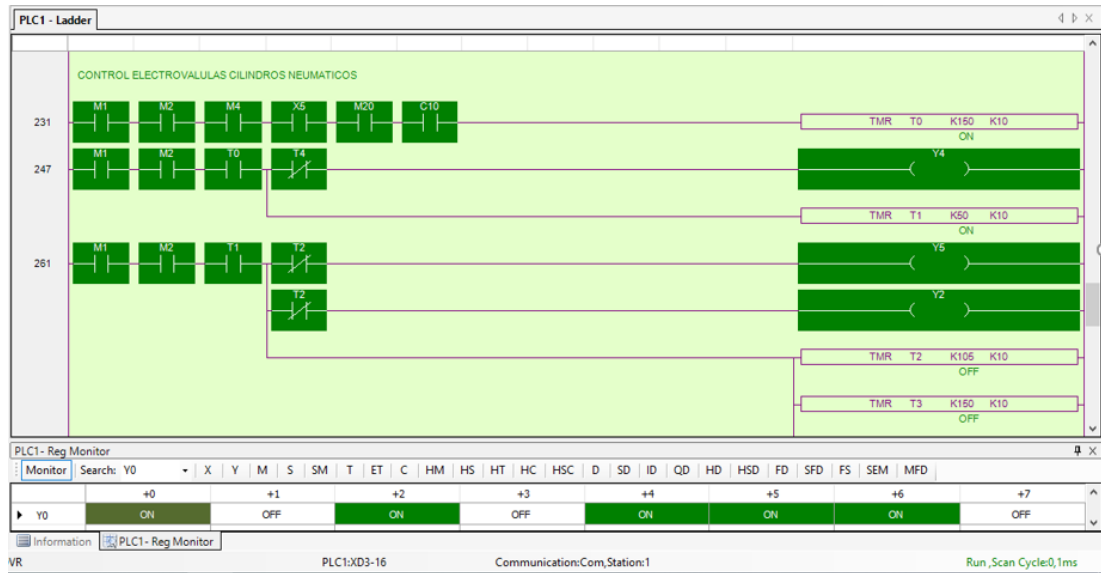 PLC1 - Ladder
CONTROL ELECTROVALULAS CILINDROS NEUMATICOS
231 M1 M2 M4 X5 M20 C10 TMR T0 K150 K10
ON
247 M1 M2 T0 T4 Y4
TMR T1 K50 K10
ON
261 M1 M2 T1 T2 Y5
T2 Y2
TMR T2 K105 K10
OFF
TMR T3 K150 K10
OFF
PLC1- Reg Monitor
Monitor Search: Y0 X Y M S SM T ET C HM HS HT HC HSC D SD ID QD HD HSD FD SFD FS SEM MFD
+0 +1 +2 +3 +4 +5 +6 +7
Y0 ON OFF ON OFF ON ON ON OFF
Information PLC1- Reg Monitor
VR PLC1:XD3-16 Communication:Com,Station:1 Run ,Scan Cycle:0,1ms